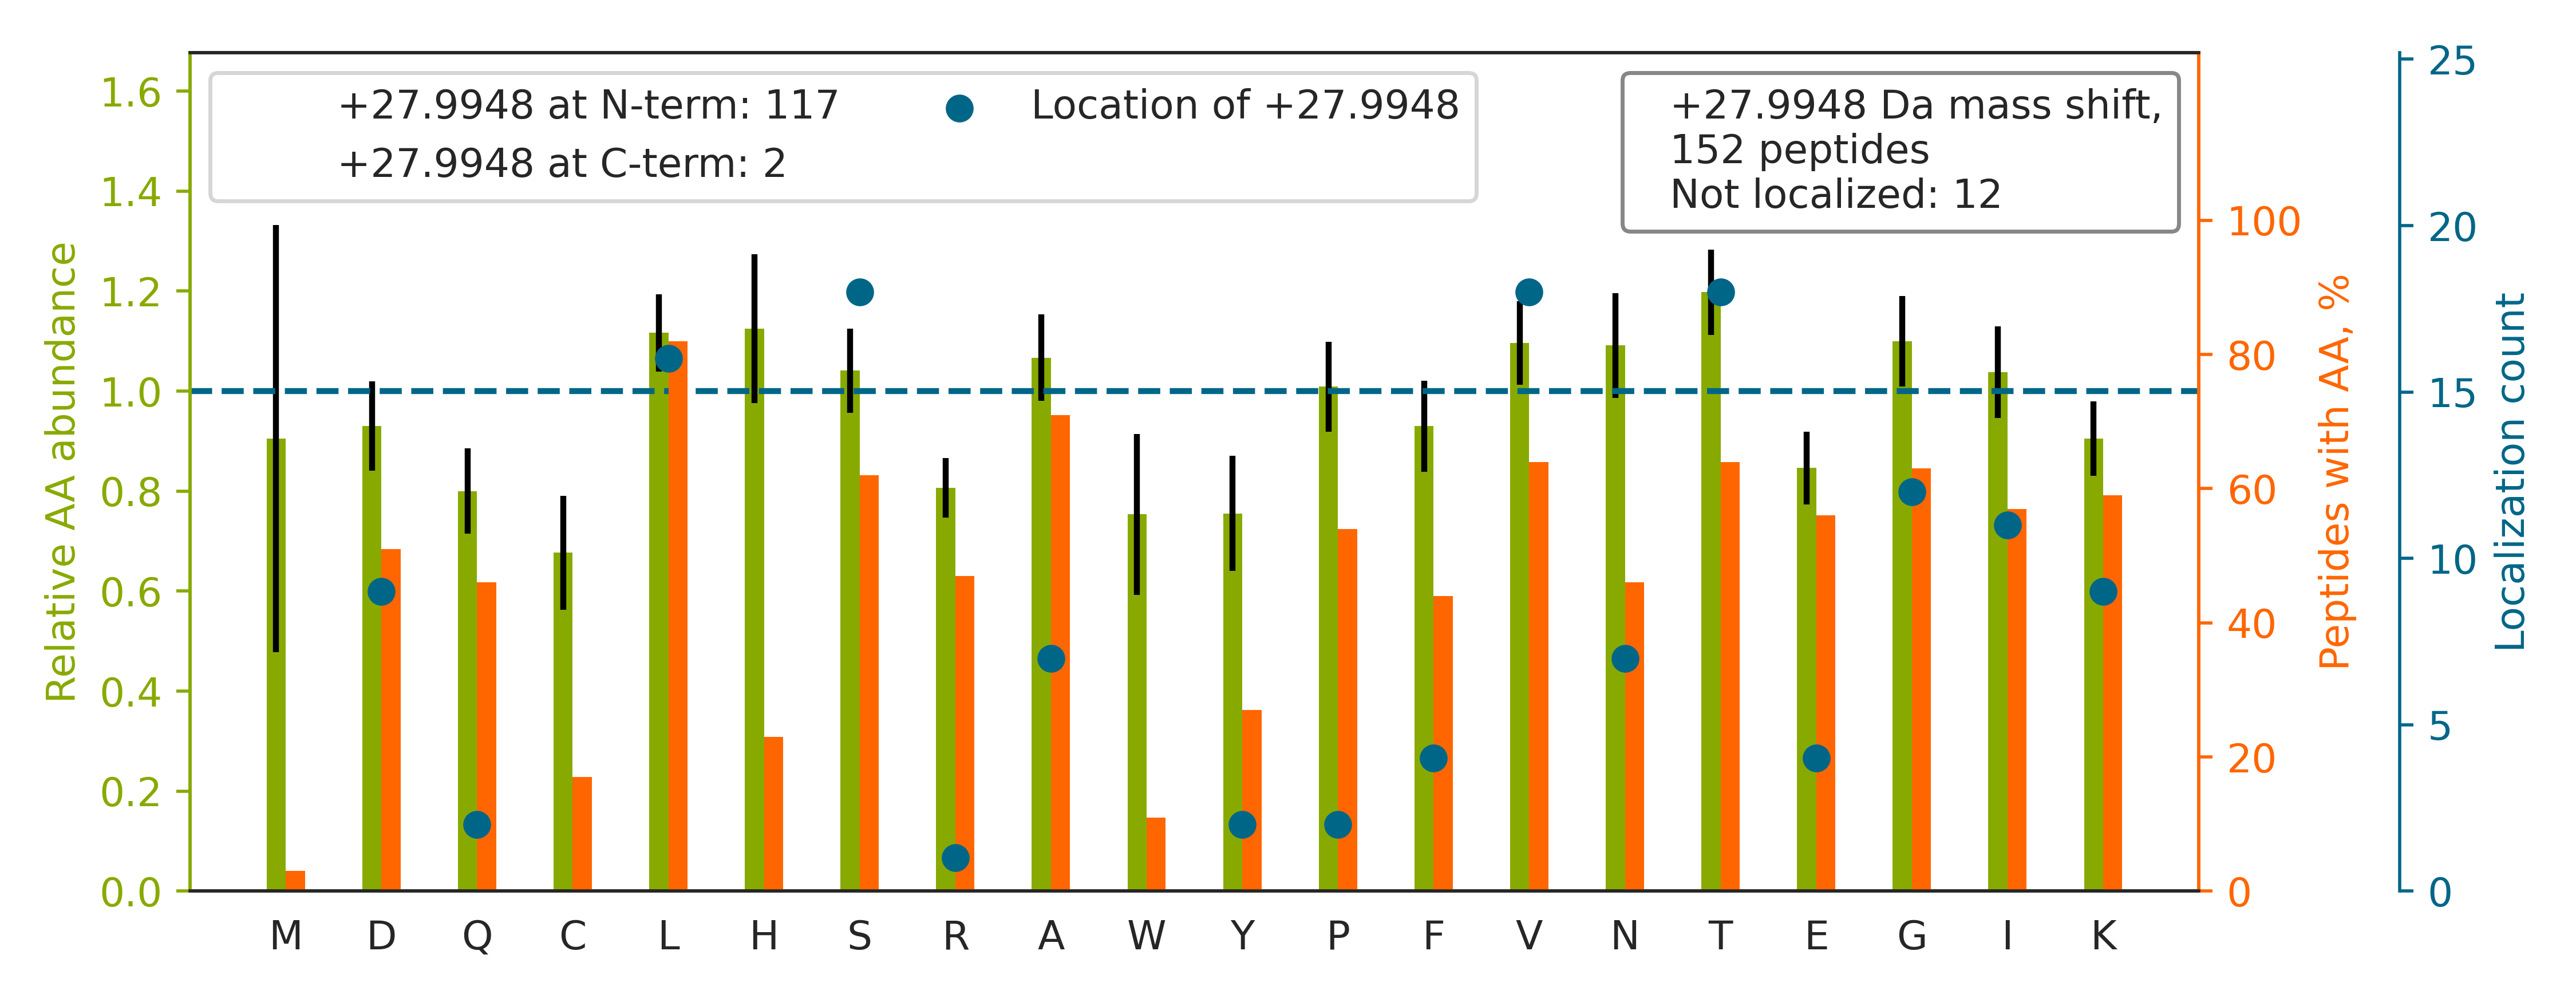 +27.9948 at N-term: 117
+27.9948 at C-term: 2
Location of +27.9948
+27.9948 Da mass shift,
152 peptides
Not localized: 12
Relative AA abundance
1.6
1.4
1.2
1.0
0.8
0.6
0.4
0.2
0.0
100
80
60
40
20
0
Peptides with AA, %
25
20
15
10
5
0
Localization count
M D Q C L H S R A W Y P F V N T E G I K